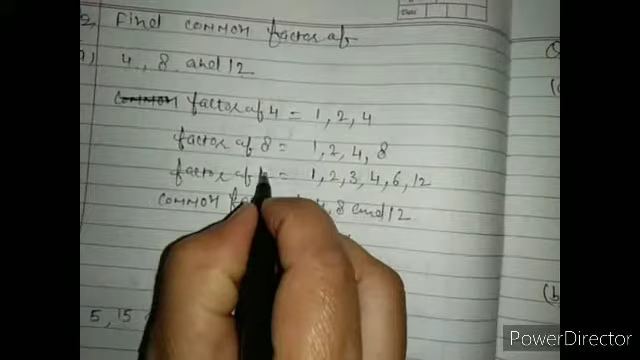 Find common factor of
4, 8 and 12
common factor of 4 = 1, 2, 4
factor of 8 = 1, 2, 4, 8
factor of = 1, 2, 3, 4, 6, 12
common 8 and 12
5, 15
(b)
Date
PowerDirector